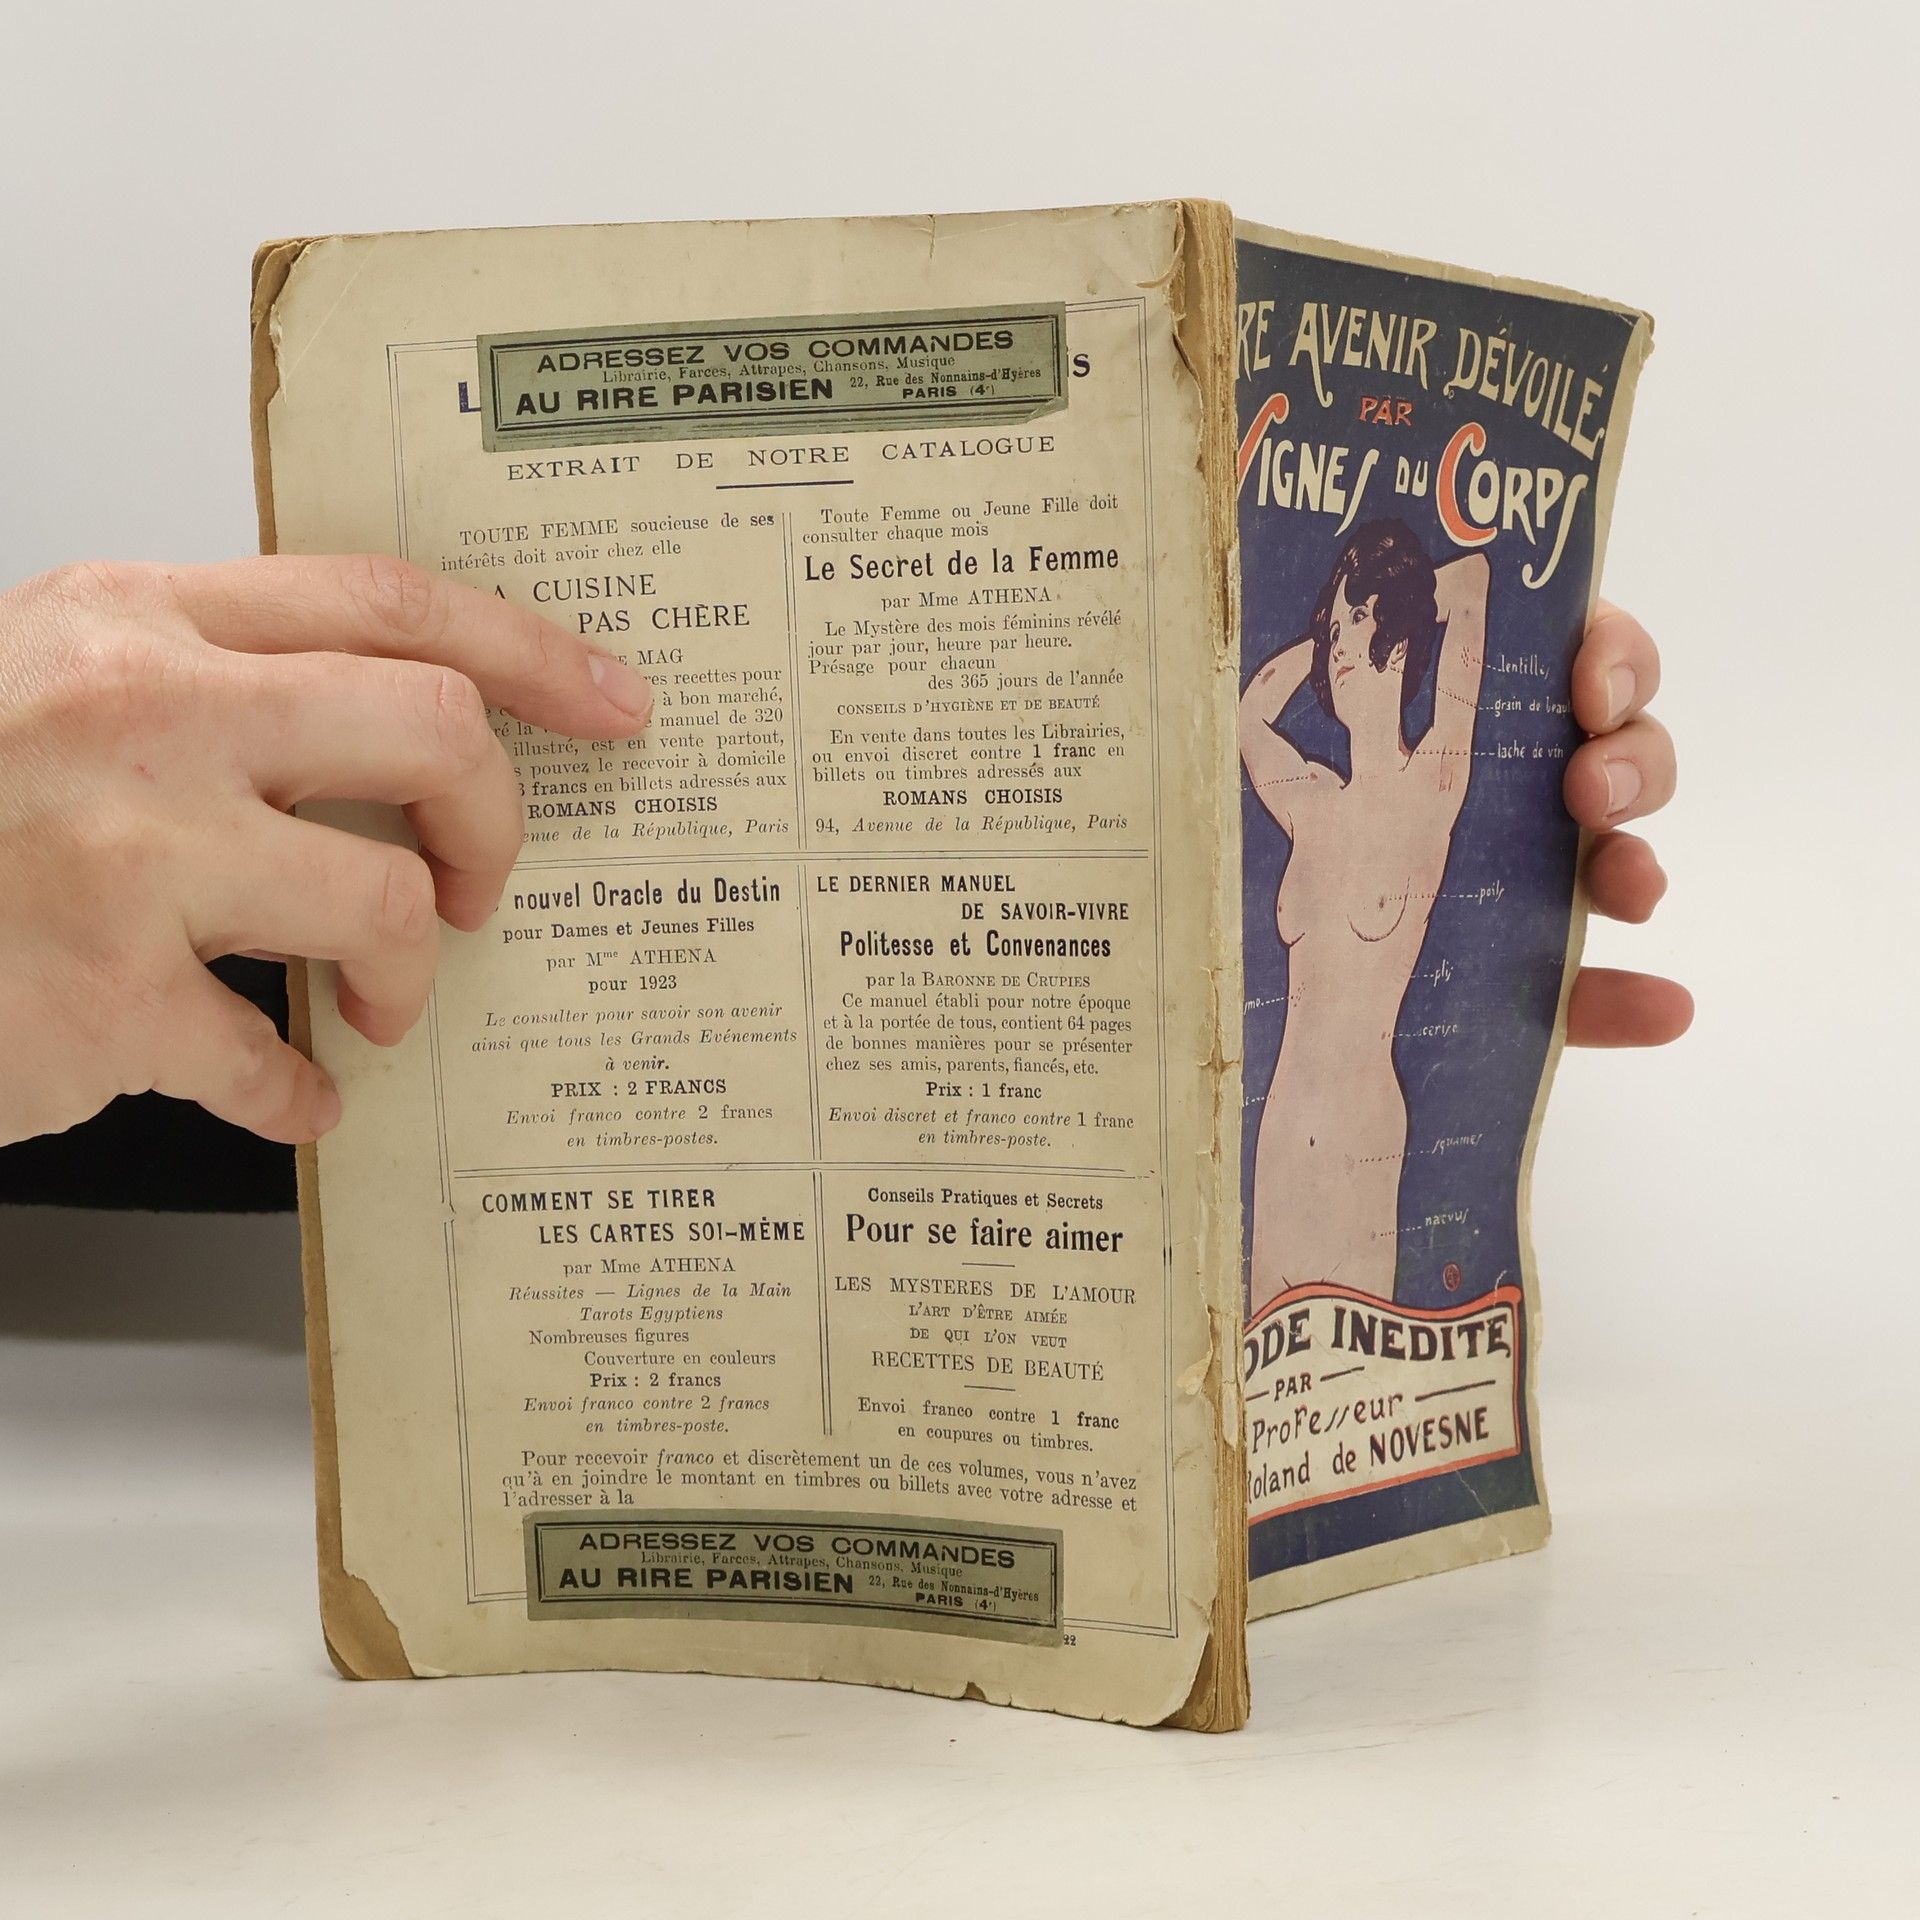 ADRESSEZ VOS COMMANDES
Librairie, Farces, Attrapes, Chansons, Musique
AU RIRE PARISIEN 22, Rue des Nonnains-d'Hyères
PARIS (4e)
L
IS
EXTRAIT DE NOTRE CATALOGUE
TOUTE FEMME soucieuse de ses
intérêts doit avoir chez elle
LA CUISINE
PAS CHÈRE
MAG
recettes pour
à bon marché,
manuel de 320
illustré, est en vente partout,
pouvez le recevoir à domicile
3 francs en billets adressés aux
ROMANS CHOISIS
de la République, Paris
Toute Femme ou Jeune Fille doit
consulter chaque mois
Le Secret de la Femme
par Mme ATHENA
Le Mystère des mois féminins révélé
jour par jour, heure par heure.
Présage pour chacun
des 365 jours de l'année
CONSEILS D'HYGIÈNE ET DE BEAUTÉ
En vente dans toutes les Librairies,
ou envoi discret contre 1 franc en
billets ou timbres adressés aux
ROMANS CHOISIS
94, Avenue de la République, Paris
nouvel Oracle du Destin
pour Dames et Jeunes Filles
par Mme ATHENA
pour 1923
Le consulter pour savoir son avenir
ainsi que tous les Grands Evénements
à venir.
PRIX : 2 FRANCS
Envoi franco contre 2 francs
en timbres-postes.
LE DERNIER MANUEL
DE SAVOIR-VIVRE
Politesse et Convenances
par la BARONNE DE CRUPIES
Ce manuel établi pour notre époque
et à la portée de tous, contient 64 pages
de bonnes manières pour se présenter
chez ses amis, parents, fiancés, etc.
Prix : 1 franc
Envoi discret et franco contre 1 franc
en timbres-poste.
COMMENT SE TIRER
LES CARTES SOI-MÊME
par Mme ATHENA
Réussites — Lignes de la Main
Tarots Egyptiens
Nombreuses figures
Couverture en couleurs
Prix : 2 francs
Envoi franco contre 2 francs
en timbres-poste.
Conseils Pratiques et Secrets
Pour se faire aimer
LES MYSTERES DE L'AMOUR
L'ART D'ÊTRE AIMÉE
DE QUI L'ON VEUT
RECETTES DE BEAUTÉ
Envoi franco contre 1 franc
en coupures ou timbres.
Pour recevoir franco et discrètement un de ces volumes, vous n'avez
qu'à en joindre le montant en timbres ou billets avec votre adresse et
l'adresser à la
ADRESSEZ VOS COMMANDES
Librairie, Farces, Attrapes, Chansons, Musique
AU RIRE PARISIEN 22, Rue des Nonnains-d'Hyères
PARIS (4e)
22
RE AVENIR DÉVOILÉ
PAR
SIGNES DU CORPS
lentilles
grain de beau
tache de vin
poils
plis
cerise
squames
naevus
ODE INEDITE
PAR
Professeur
Roland de NOVESNE